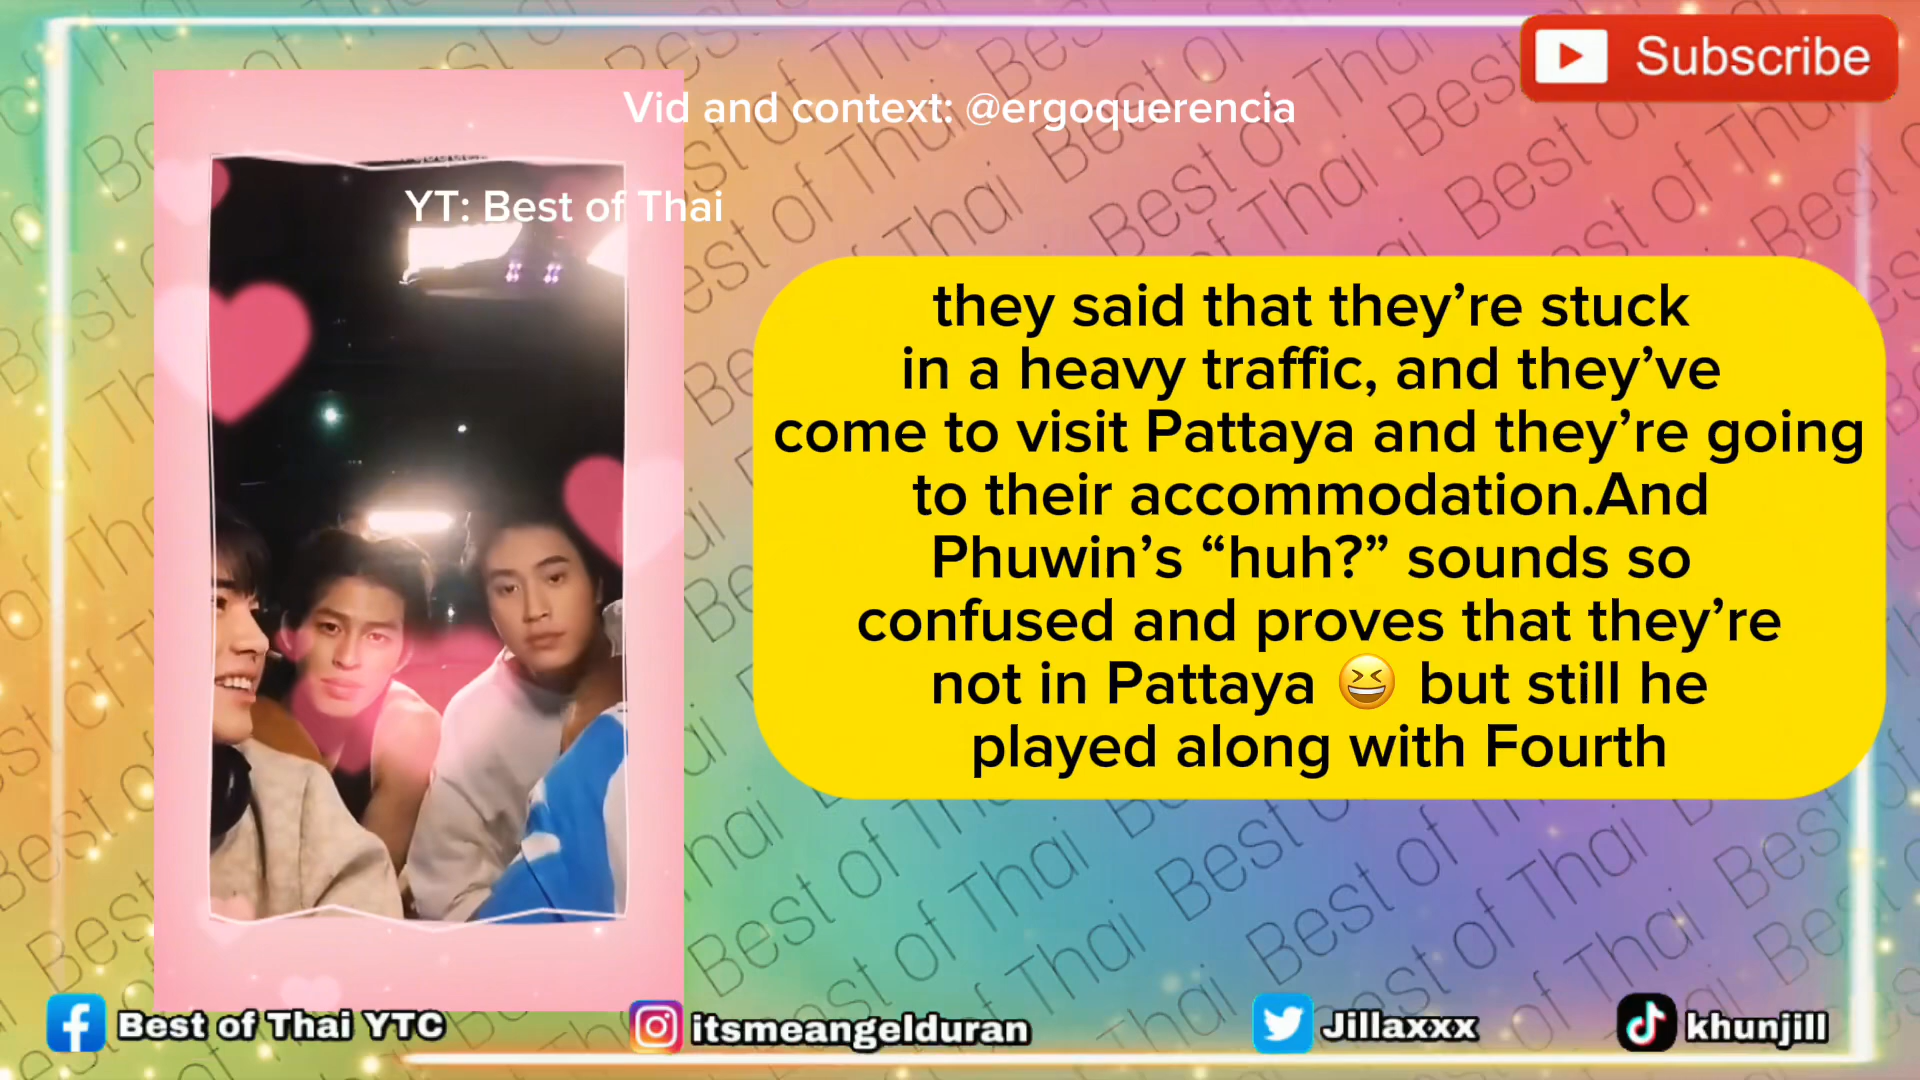 Subscribe
Vid and context: @ergoquerencia
YT: Best of Thai
they said that they’re stuck
in a heavy traffic, and they’ve
come to visit Pattaya and they’re going
to their accommodation.And
Phuwin’s “huh?” sounds so
confused and proves that they’re
not in Pattaya 😆 but still he
played along with Fourth
Best of Thai YTC
itsmeangelduran
Jillaxxx
khunjill
Best of Thai